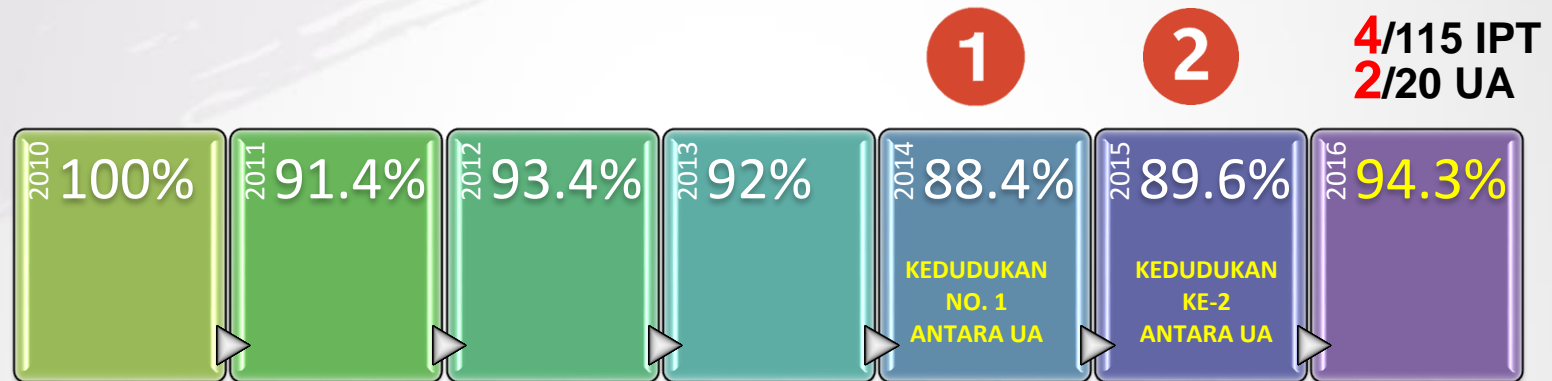 1
2
4/115 IPT
2/20 UA
2010
100%
2011
91.4%
2012
93.4%
2013
92%
2014
88.4%
KEDUDUKAN
NO. 1
ANTARA UA
2015
89.6%
KEDUDUKAN
KE-2
ANTARA UA
2016
94.3%